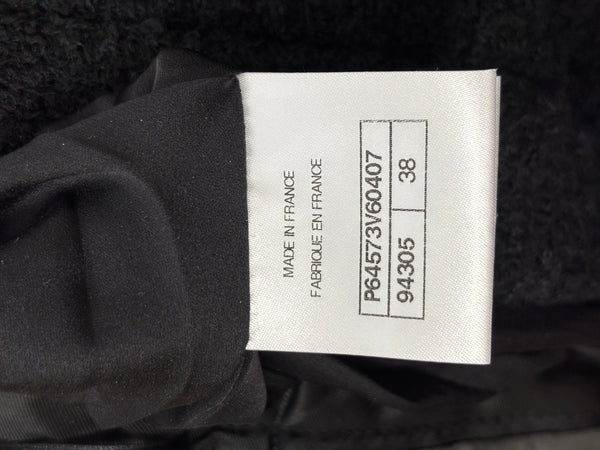 MADE IN FRANCE
FABRIQUE EN FRANCE
P64573V60407
94305 38